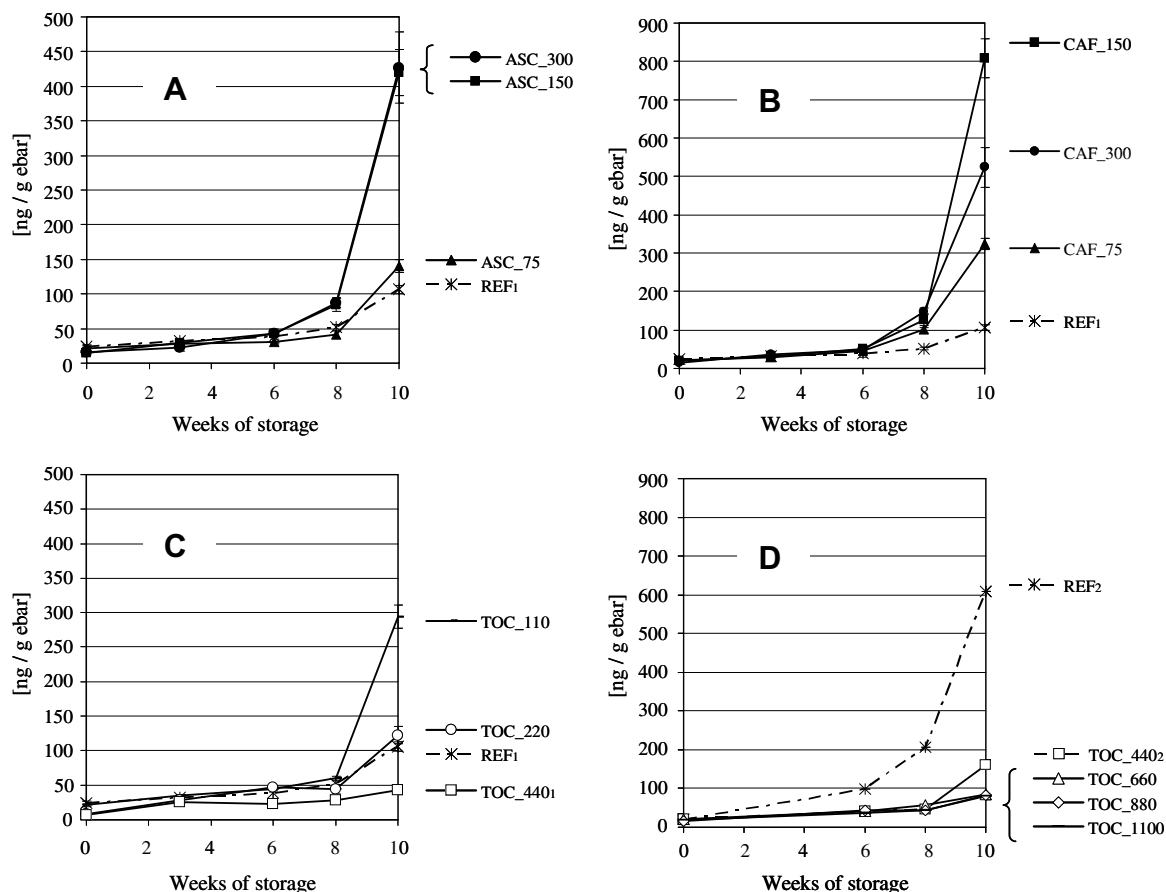 A
[ng / g ebar]
500
450
400
350
300
250
200
150
100
50
0
0 2 4 6 8 10
Weeks of storage
ASC_300
ASC_150
ASC_75
REF1
B
[ng / g ebar]
900
800
700
600
500
400
300
200
100
0
0 2 4 6 8 10
Weeks of storage
CAF_150
CAF_300
CAF_75
REF1
C
[ng / g ebar]
500
450
400
350
300
250
200
150
100
50
0
0 2 4 6 8 10
Weeks of storage
TOC_110
TOC_220
REF1
TOC_4401
D
[ng / g ebar]
900
800
700
600
500
400
300
200
100
0
0 2 4 6 8 10
Weeks of storage
REF2
TOC_4402
TOC_660
TOC_880
TOC_1100